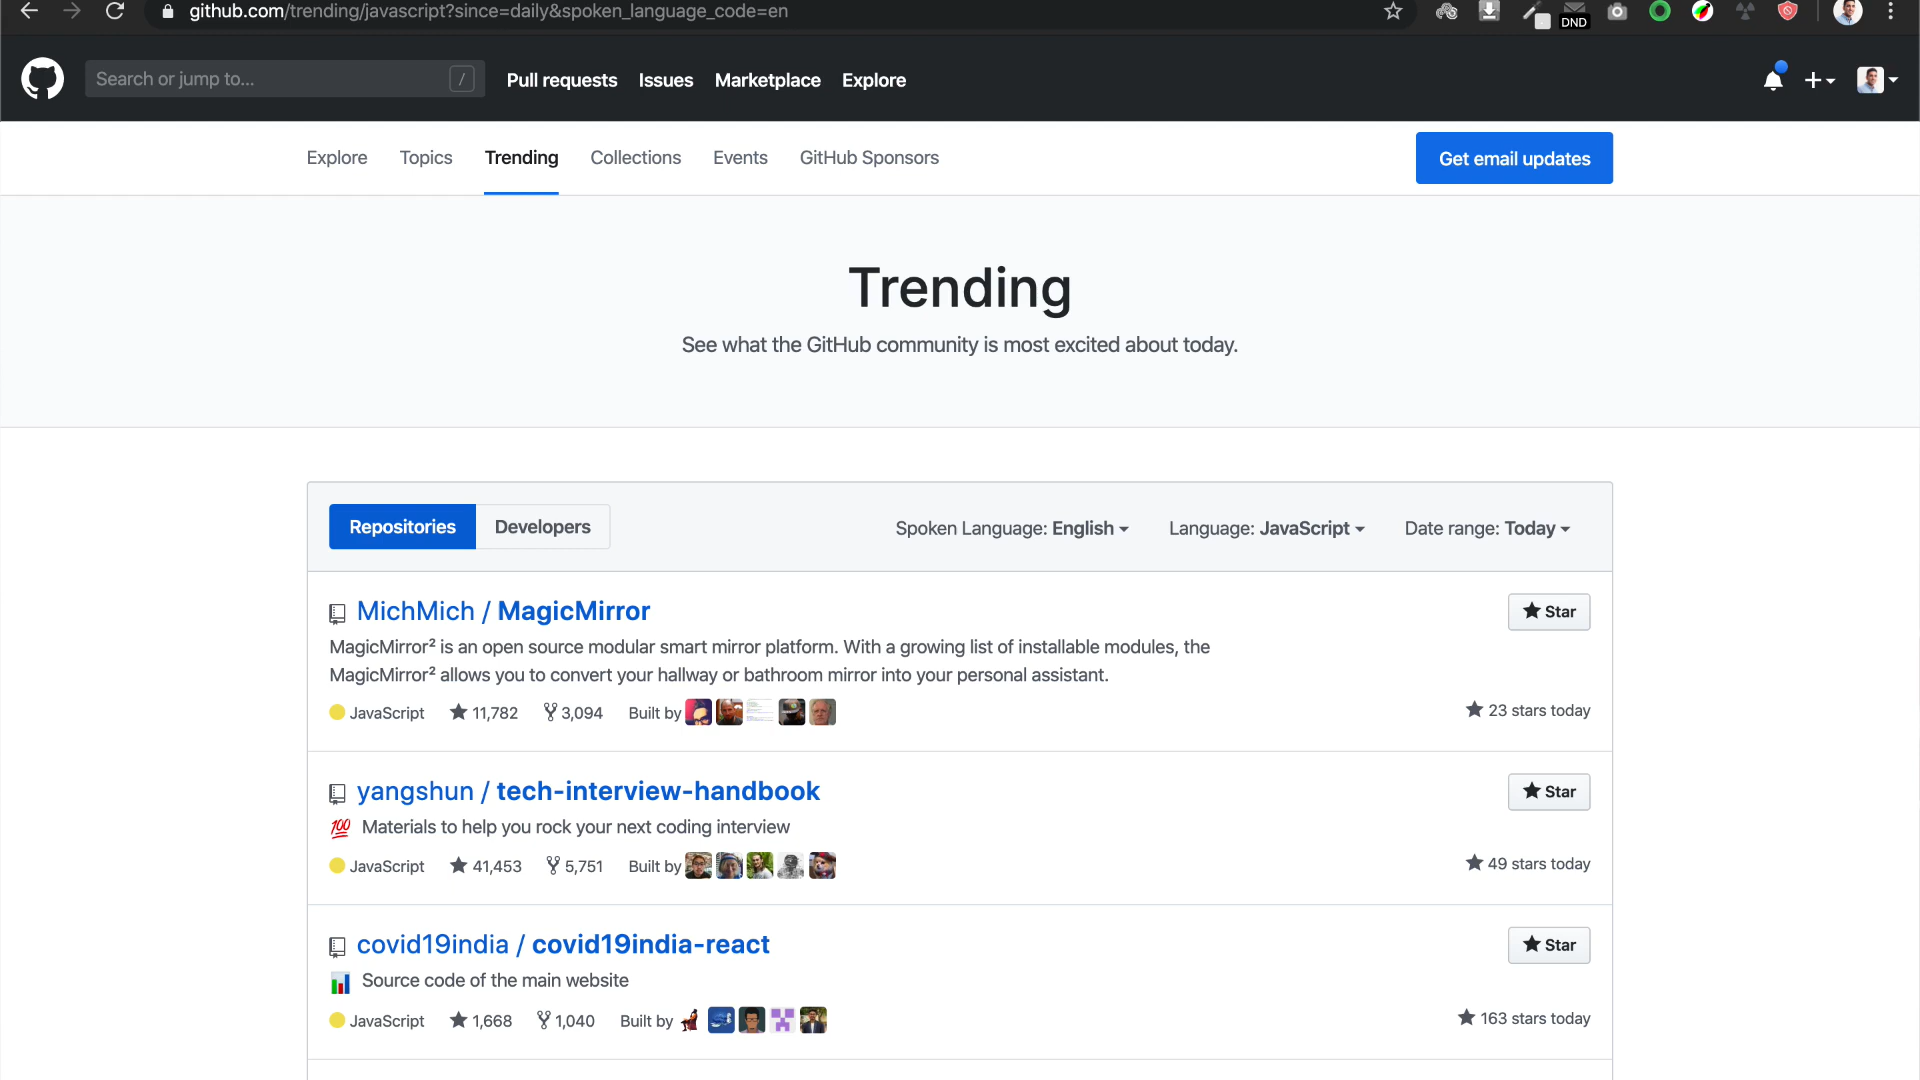 github.com/trending/javascript?since=daily&spoken_language_code=en
DND
Search or jump to... /
Pull requests Issues Marketplace Explore
Explore Topics Trending Collections Events GitHub Sponsors
Get email updates
Trending
See what the GitHub community is most excited about today.
Repositories Developers
Spoken Language: English Language: JavaScript Date range: Today
MichMich / MagicMirror
Star
MagicMirror² is an open source modular smart mirror platform. With a growing list of installable modules, the
MagicMirror² allows you to convert your hallway or bathroom mirror into your personal assistant.
JavaScript 11,782 3,094 Built by
23 stars today
yangshun / tech-interview-handbook
Star
💯 Materials to help you rock your next coding interview
JavaScript 41,453 5,751 Built by
49 stars today
covid19india / covid19india-react
Star
📊 Source code of the main website
JavaScript 1,668 1,040 Built by
163 stars today